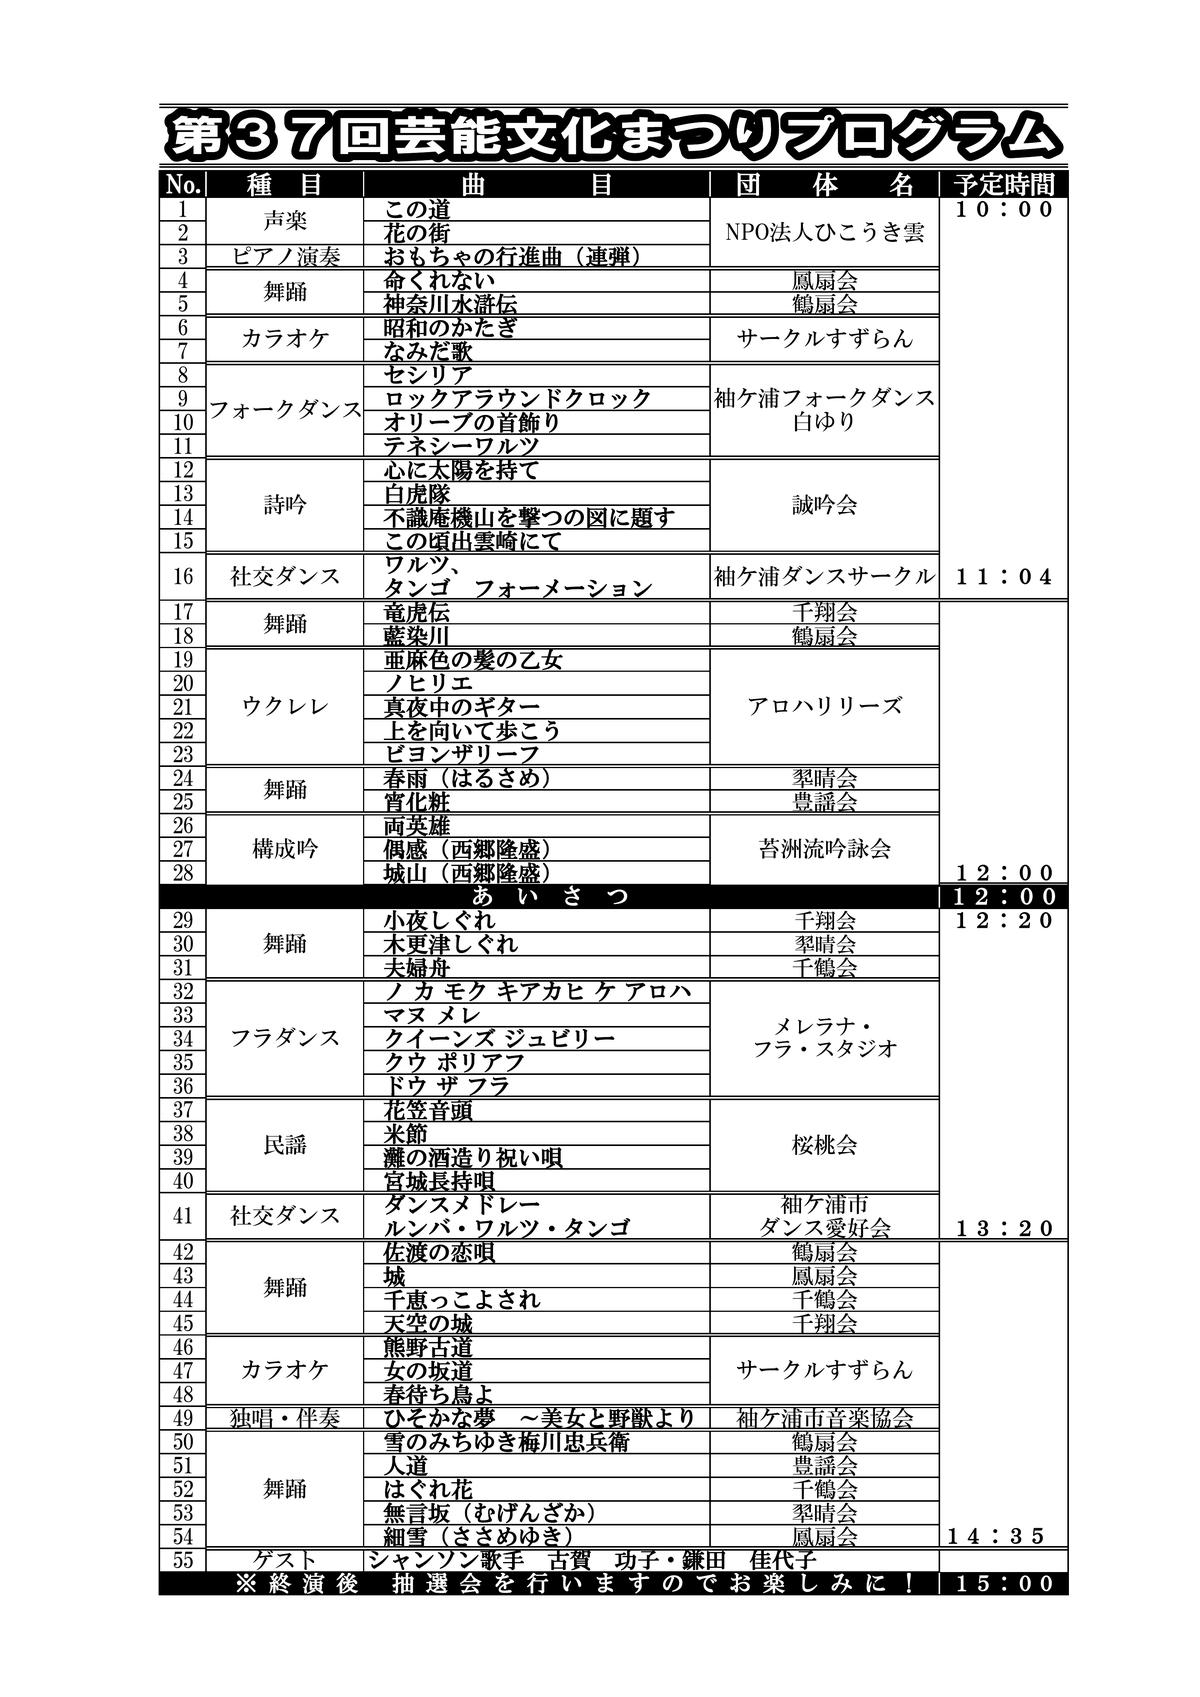 第３７回芸能文化まつりプログラム
No. 種　目 曲　目 団　体　名 予定時間
1 声楽 この道 NPO法人ひこうき雲 １０：００
2 花の街
3 ピアノ演奏 おもちゃの行進曲（連弾）
4 舞踊 命くれない 鳳扇会
5 神奈川水滸伝 鶴扇会
6 カラオケ 昭和のかたぎ サークルすずらん
7 なみだ歌
8 フォークダンス セシリア 袖ケ浦フォークダンス
9 ロックアラウンドクロック 白ゆり
10 オリーブの首飾り
11 テネシーワルツ
12 詩吟 心に太陽を持て 誠吟会
13 白虎隊
14 不識庵機山を撃つの図に題す
15 この頃出雲崎にて
16 社交ダンス ワルツ、 袖ケ浦ダンスサークル １１：０４
タンゴ　フォーメーション
17 舞踊 竜虎伝 千翔会
18 藍染川 鶴扇会
19 ウクレレ 亜麻色の髪の乙女 アロハリリーズ
20 ノヒリエ
21 真夜中のギター
22 上を向いて歩こう
23 ビヨンザリーフ
24 舞踊 春雨（はるさめ） 翠晴会
25 宵化粧 豊謡会
26 構成吟 両英雄 苔洲流吟詠会
27 偶感（西郷隆盛）
28 城山（西郷隆盛） １２：００
あ　い　さ　つ １２：００
29 舞踊 小夜しぐれ 千翔会 １２：２０
30 木更津しぐれ 翠晴会
31 夫婦舟 千鶴会
32 フラダンス ノ カ モク キアカヒ ケ アロハ メレラナ・
33 マヌ メレ フラ・スタジオ
34 クイーンズ ジュビリー
35 クウ ポリアフ
36 ドウ ザ フラ
37 民謡 花笠音頭 桜桃会
38 米節
39 灘の酒造り祝い唄
40 宮城長持唄
41 社交ダンス ダンスメドレー 袖ケ浦市
ルンバ・ワルツ・タンゴ ダンス愛好会 １３：２０
42 舞踊 佐渡の恋唄 鶴扇会
43 城 鳳扇会
44 千恵っこよされ 千鶴会
45 天空の城 千翔会
46 カラオケ 熊野古道 サークルすずらん
47 女の坂道
48 春待ち鳥よ
49 独唱・伴奏 ひそかな夢　～美女と野獣より 袖ケ浦市音楽協会
50 舞踊 雪のみちゆき梅川忠兵衛 鶴扇会
51 人道 豊謡会
52 はぐれ花 千鶴会
53 無言坂（むげんざか） 翠晴会
54 細雪（ささめゆき） 鳳扇会 １４：３５
55 ゲスト シャンソン歌手　古賀　功子・鎌田　佳代子
※終演後　抽選会を行いますのでお楽しみに！ １５：００